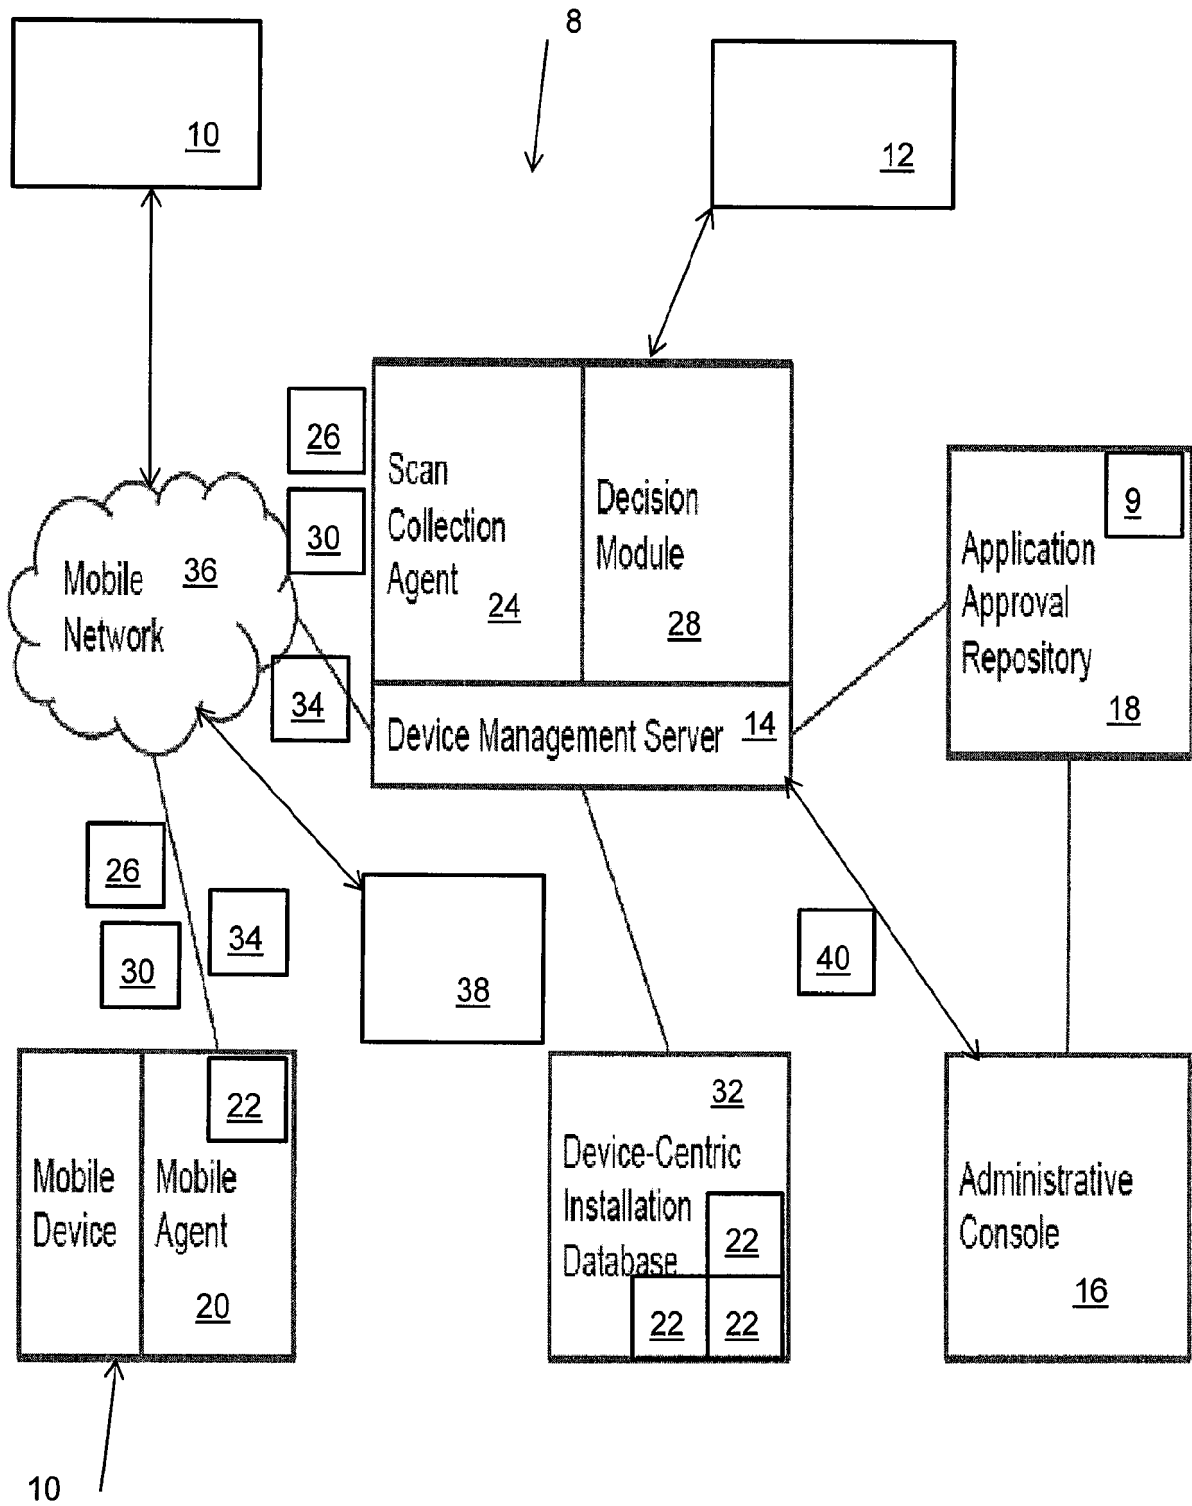 8
10
12
26
30
34
Scan
Collection
Agent
24
Decision
Module
28
Device Management Server
14
9
Application
Approval
Repository
18
Mobile
Network
36
26
30
34
38
40
22
Mobile
Device
Mobile
Agent
20
10
32
Device-Centric
Installation
Database
22
22
22
Administrative
Console
16